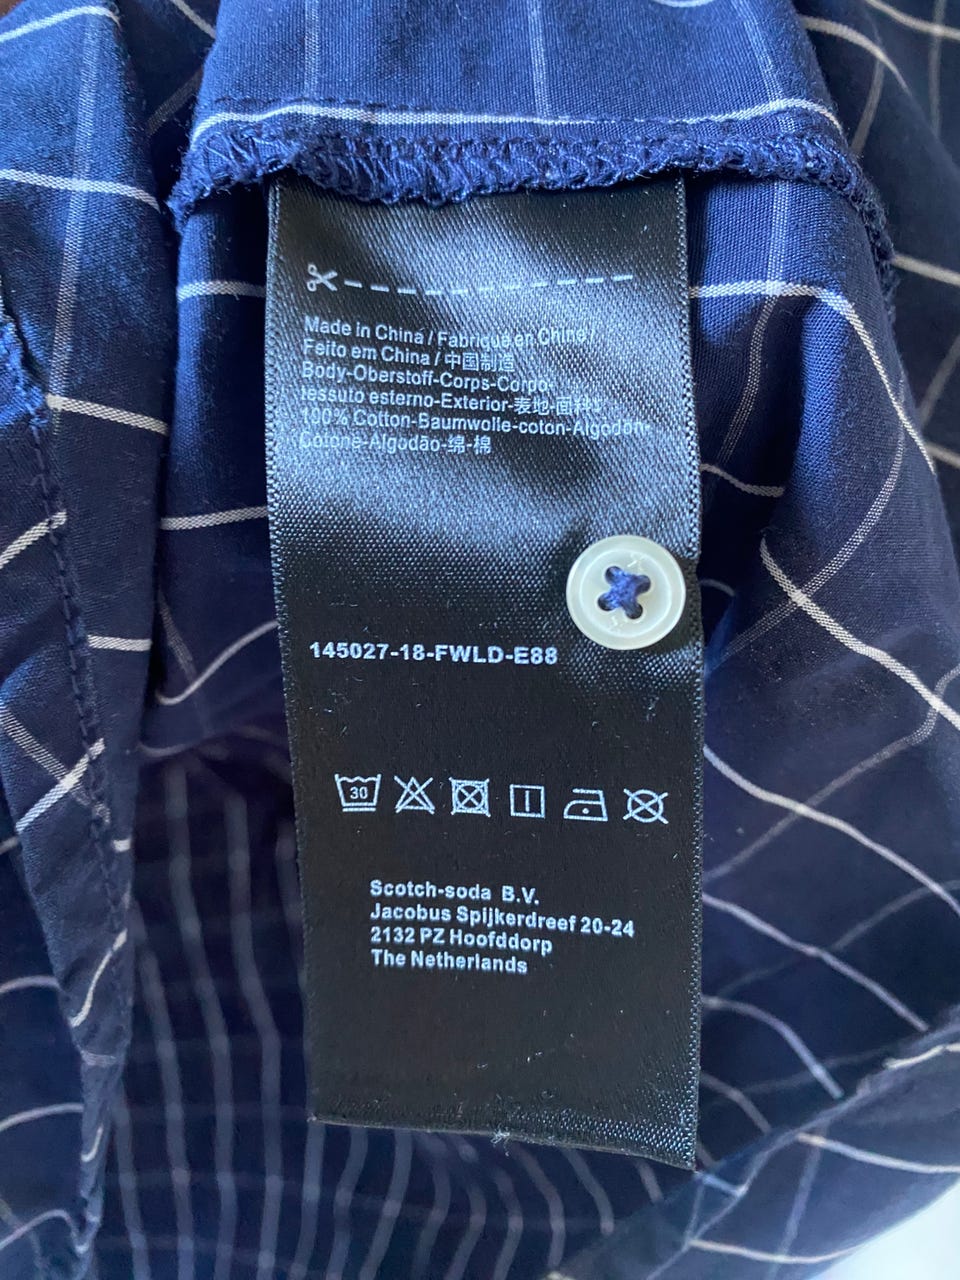 Made in China / Fabriqué en Chine /
Feito em China / 中国制造
Body-Oberstoff-Corps-Corpo-
tessuto esterno-Exterior-表地-面料:
100% Cotton-Baumwolle-coton-Algodón-
Cotone-Algodão-绵-棉
145027-18-FWLD-E88
30
Scotch-soda B.V.
Jacobus Spijkerdreef 20-24
2132 PZ Hoofddorp
The Netherlands